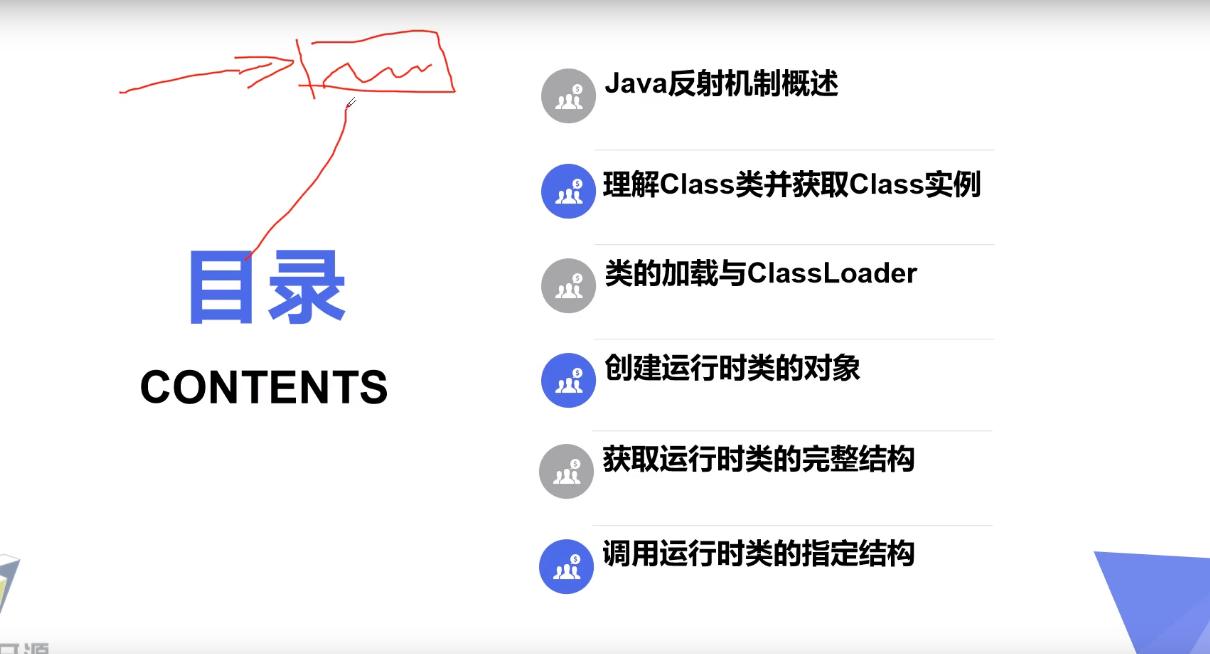 目录
CONTENTS
Java反射机制概述
理解Class类并获取Class实例
类的加载与ClassLoader
创建运行时类的对象
获取运行时类的完整结构
调用运行时类的指定结构